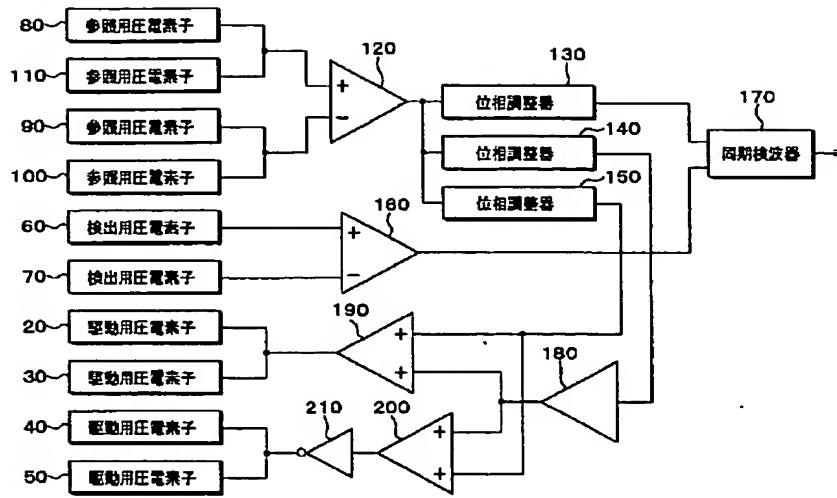 80 参照用圧電素子
110 参照用圧電素子
90 参照用圧電素子
100 参照用圧電素子
60 検出用圧電素子
70 検出用圧電素子
20 駆動用圧電素子
30 駆動用圧電素子
40 駆動用圧電素子
50 駆動用圧電素子
120
+
−
130
位相調整器
140
位相調整器
150
位相調整器
170
同期検波器
160
+
−
190
+
+
180
210
200
+
+